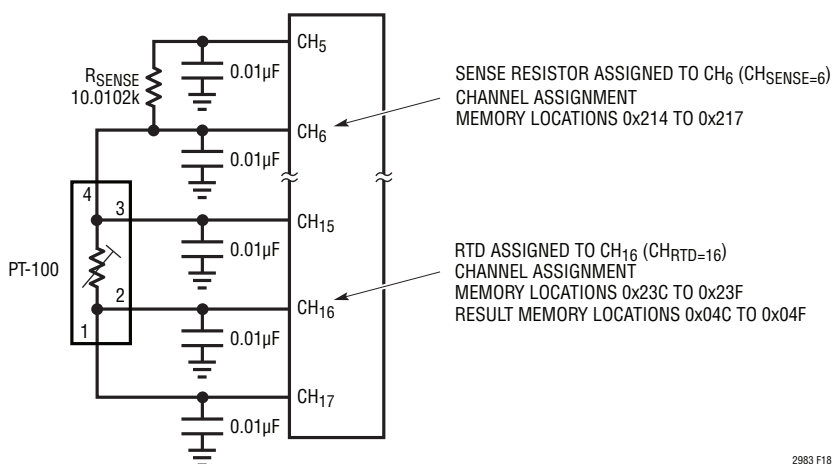 CH5
RSENSE
10.0102k
0.01µF
SENSE RESISTOR ASSIGNED TO CH6 (CHSENSE=6)
CHANNEL ASSIGNMENT
MEMORY LOCATIONS 0x214 TO 0x217
CH6
0.01µF
4
3
CH15
0.01µF
PT-100
2
1
CH16
0.01µF
RTD ASSIGNED TO CH16 (CHRTD=16)
CHANNEL ASSIGNMENT
MEMORY LOCATIONS 0x23C TO 0x23F
RESULT MEMORY LOCATIONS 0x04C TO 0x04F
CH17
0.01µF
2983 F18